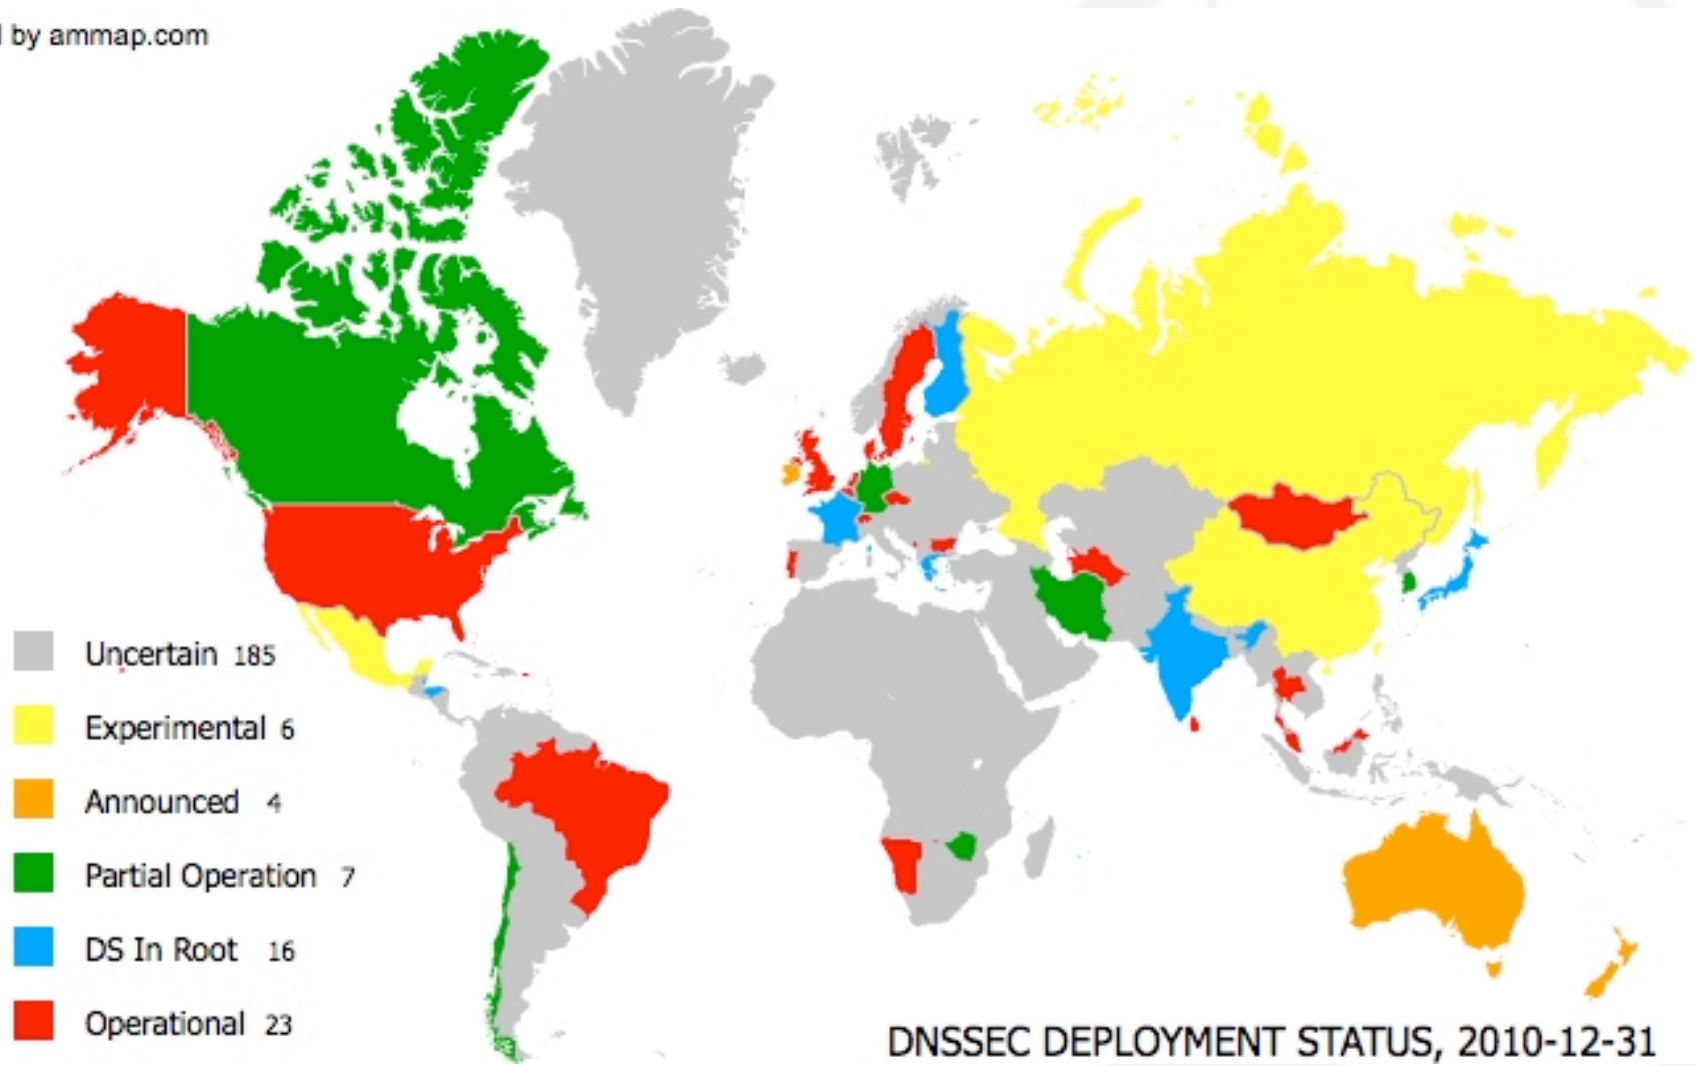 by ammap.com
Uncertain 185
Experimental 6
Announced 4
Partial Operation 7
DS In Root 16
Operational 23
DNSSEC DEPLOYMENT STATUS, 2010-12-31